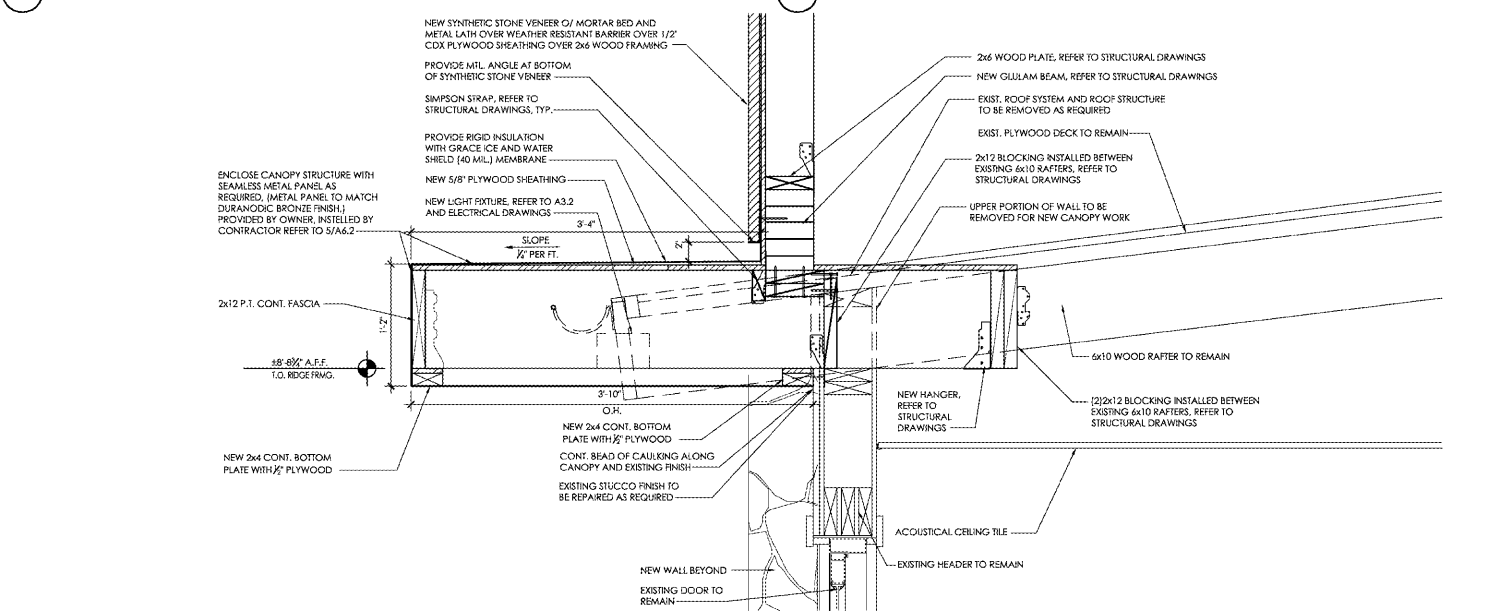 NEW SYNTHETIC STONE VENEER O/ MORTAR BED AND
METAL LATH OVER WEATHER RESISTANT BARRIER OVER 1/2"
CDX PLYWOOD SHEATHING OVER 2x6 WOOD FRAMING
PROVIDE MTL. ANGLE AT BOTTOM
OF SYNTHETIC STONE VENEER
SIMPSON STRAP, REFER TO
STRUCTURAL DRAWINGS, TYP.
PROVIDE RIGID INSULATION
WITH GRACE ICE AND WATER
SHIELD (40 MIL.) MEMBRANE
NEW 5/8" PLYWOOD SHEATHING
NEW LIGHT FIXTURE, REFER TO A3.2
AND ELECTRICAL DRAWINGS
ENCLOSE CANOPY STRUCTURE WITH
SEAMLESS METAL PANEL AS
REQUIRED, (METAL PANEL TO MATCH
DURANODIC BRONZE FINISH.)
PROVIDED BY OWNER, INSTELLED BY
CONTRACTOR REFER TO 5/A6.2
3'-4"
SLOPE
1/4" PER FT.
2"
2x12 P.T. CONT. FASCIA
1'-2"
±8'-8 3/4" A.F.F.
T.O. RIDGE FRMG.
3'-10"
O.H.
NEW 2x4 CONT. BOTTOM
PLATE WITH 1/2" PLYWOOD
NEW 2x4 CONT. BOTTOM
PLATE WITH 1/2" PLYWOOD
CONT. BEAD OF CAULKING ALONG
CANOPY AND EXISTING FINISH
EXISTING STUCCO FINISH TO
BE REPAIRED AS REQUIRED
NEW WALL BEYOND
EXISTING DOOR TO
REMAIN
2x6 WOOD PLATE, REFER TO STRUCTURAL DRAWINGS
NEW GLULAM BEAM, REFER TO STRUCTURAL DRAWINGS
EXIST. ROOF SYSTEM AND ROOF STRUCTURE
TO BE REMOVED AS REQUIRED
EXIST. PLYWOOD DECK TO REMAIN
2x12 BLOCKING INSTALLED BETWEEN
EXISTING 6x10 RAFTERS, REFER TO
STRUCTURAL DRAWINGS
UPPER PORTION OF WALL TO BE
REMOVED FOR NEW CANOPY WORK
6x10 WOOD RAFTER TO REMAIN
NEW HANGER,
REFER TO
STRUCTURAL
DRAWINGS
(2)2x12 BLOCKING INSTALLED BETWEEN
EXISTING 6x10 RAFTERS, REFER TO
STRUCTURAL DRAWINGS
ACOUSTICAL CEILING TILE
EXISTING HEADER TO REMAIN